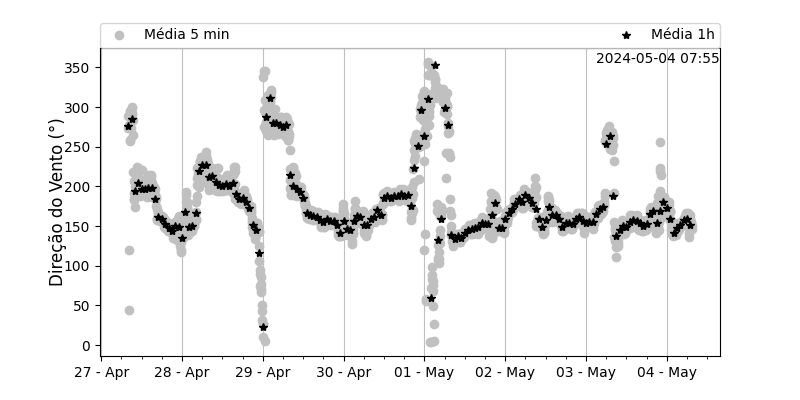 Média 5 min
Média 1h
2024-05-04 07:55
Direção do Vento (°)
350
300
250
200
150
100
50
0
27 - Apr
28 - Apr
29 - Apr
30 - Apr
01 - May
02 - May
03 - May
04 - May